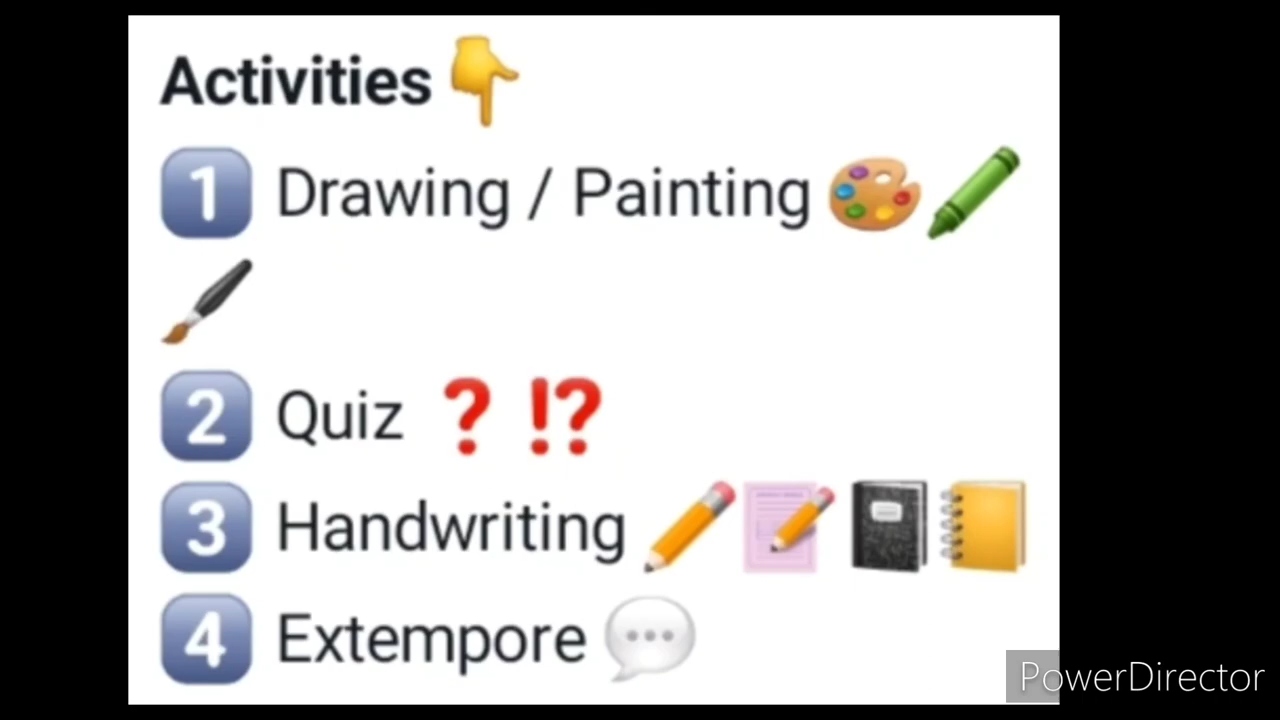 Activities 👇
1️⃣ Drawing / Painting 🎨🖍️
🖌️
2️⃣ Quiz ❓ ⁉️
3️⃣ Handwriting ✏️📝 📓📒
4️⃣ Extempore 💬
PowerDirector